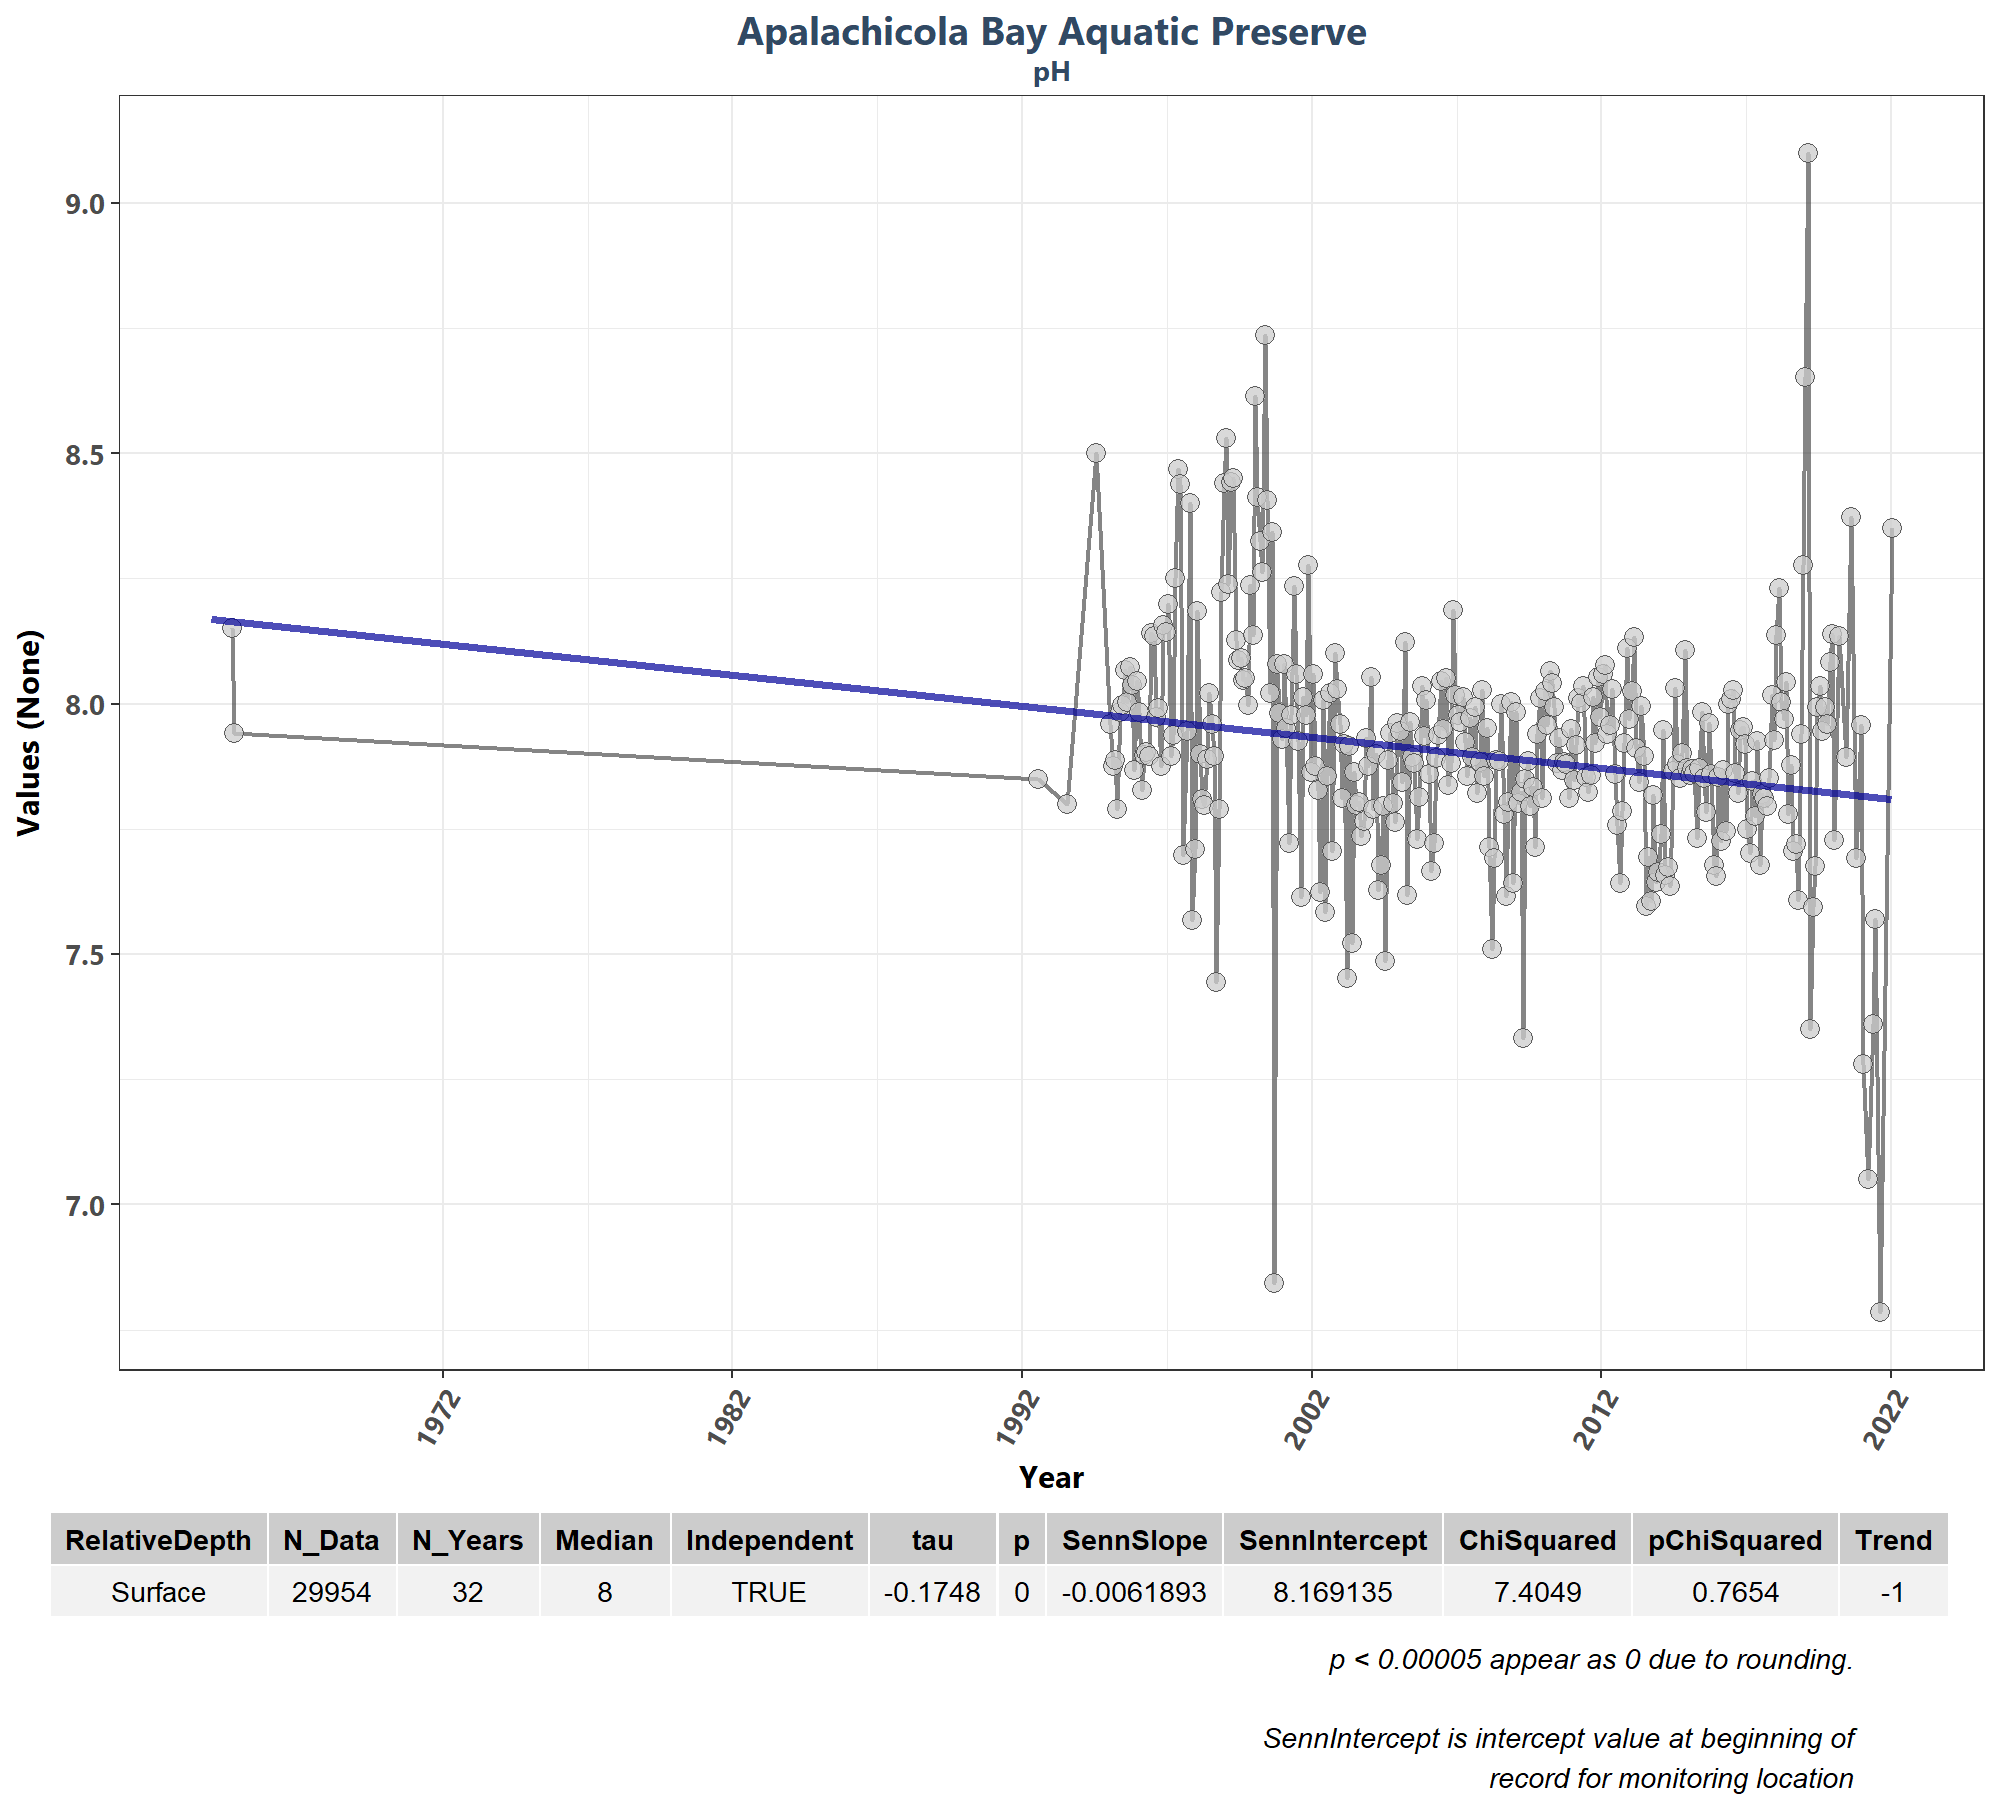 Apalachicola Bay Aquatic Preserve
pH
Values (None)
9.0
8.5
8.0
7.5
7.0
1972 1982 1992 2002 2012 2022
Year
RelativeDepth N_Data N_Years Median Independent tau p SennSlope SennIntercept ChiSquared pChiSquared Trend
Surface 29954 32 8 TRUE -0.1748 0 -0.0061893 8.169135 7.4049 0.7654 -1
p < 0.00005 appear as 0 due to rounding.
SennIntercept is intercept value at beginning of
record for monitoring location